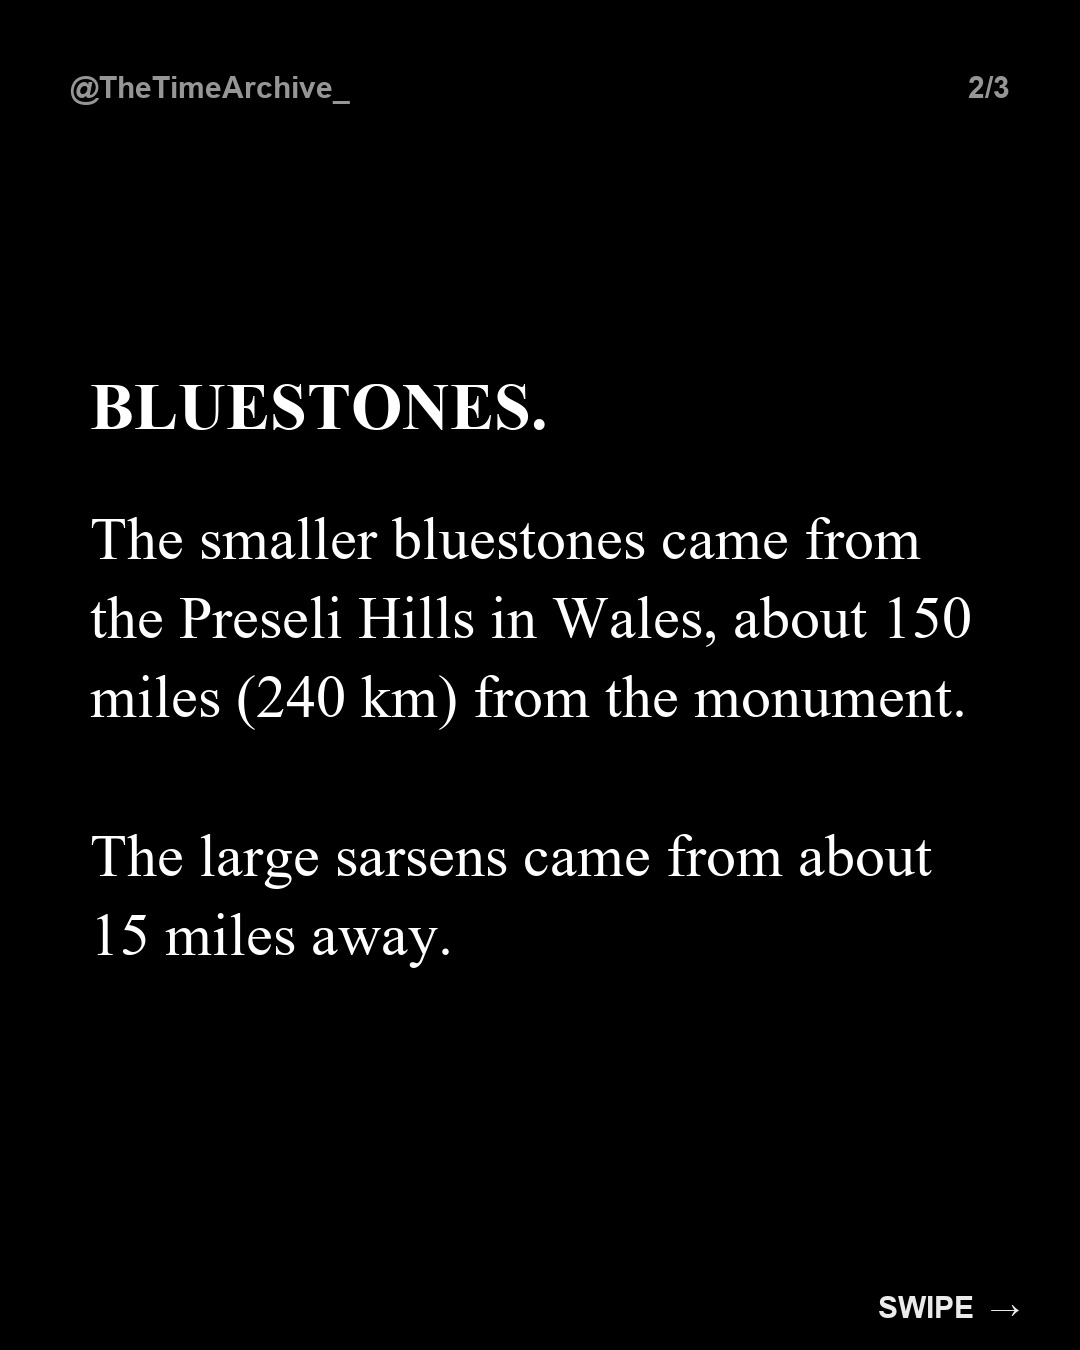 @TheTimeArchive_
2/3
BLUESTONES.
The smaller bluestones came from
the Preseli Hills in Wales, about 150
miles (240 km) from the monument.
The large sarsens came from about
15 miles away.
SWIPE →